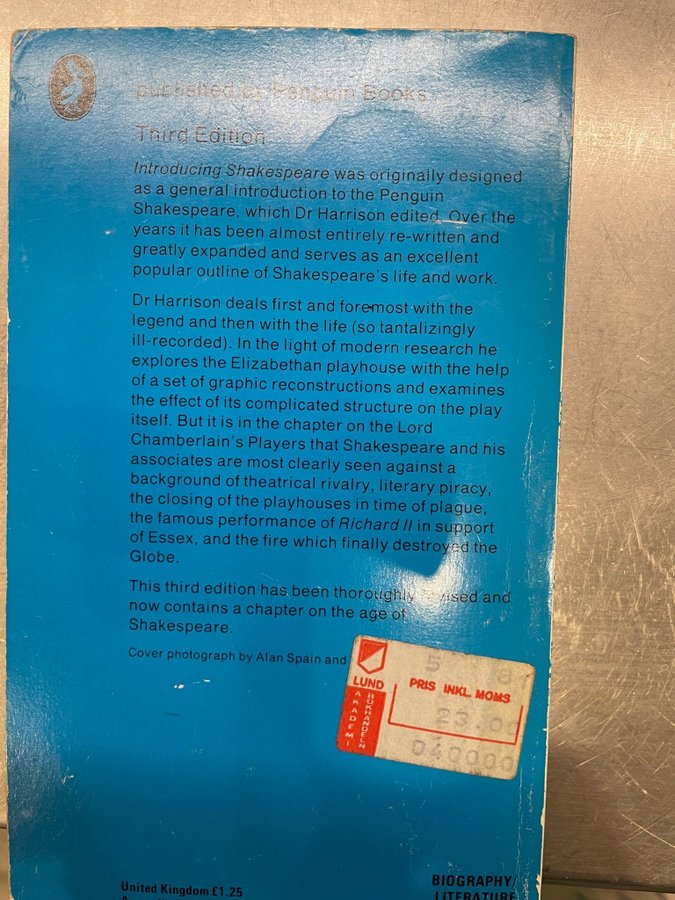 published by Penguin Books
Third Edition
Introducing Shakespeare was originally designed
as a general introduction to the Penguin
Shakespeare, which Dr Harrison edited. Over the
years it has been almost entirely re-written and
greatly expanded and serves as an excellent
popular outline of Shakespeare's life and work.
Dr Harrison deals first and foremost with the
legend and then with the life (so tantalizingly
ill-recorded). In the light of modern research he
explores the Elizabethan playhouse with the help
of a set of graphic reconstructions and examines
the effect of its complicated structure on the play
itself. But it is in the chapter on the Lord
Chamberlain's Players that Shakespeare and his
associates are most clearly seen against a
background of theatrical rivalry, literary piracy,
the closing of the playhouses in time of plague,
the famous performance of Richard II in support
of Essex, and the fire which finally destroyed the
Globe.
This third edition has been thoroughly revised and
now contains a chapter on the age of
Shakespeare.
Cover photograph by Alan Spain and
LUND
AKADEMI
BOKHANDELN
PRIS INKL. MOMS
23.00
040000
United Kingdom £1.25
BIOGRAPHY/
LITERATURE